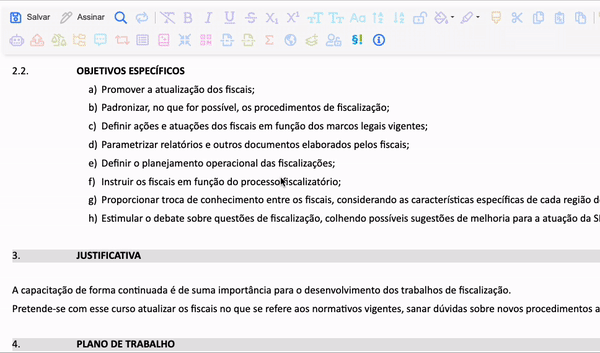 Salvar Assinar
2.2. OBJETIVOS ESPECÍFICOS
a) Promover a atualização dos fiscais;
b) Padronizar, no que for possível, os procedimentos de fiscalização;
c) Definir ações e atuações dos fiscais em função dos marcos legais vigentes;
d) Parametrizar relatórios e outros documentos elaborados pelos fiscais;
e) Definir o planejamento operacional das fiscalizações;
f) Instruir os fiscais em função do processo fiscalizatório;
g) Proporcionar troca de conhecimento entre os fiscais, considerando as características específicas de cada região d
h) Estimular o debate sobre questões de fiscalização, colhendo possíveis sugestões de melhoria para a atuação da S
3. JUSTIFICATIVA
A capacitação de forma continuada é de suma importância para o desenvolvimento dos trabalhos de fiscalização.
Pretende-se com esse curso atualizar os fiscais no que se refere aos normativos vigentes, sanar dúvidas sobre novos procedimentos a
4. PLANO DE TRABALHO